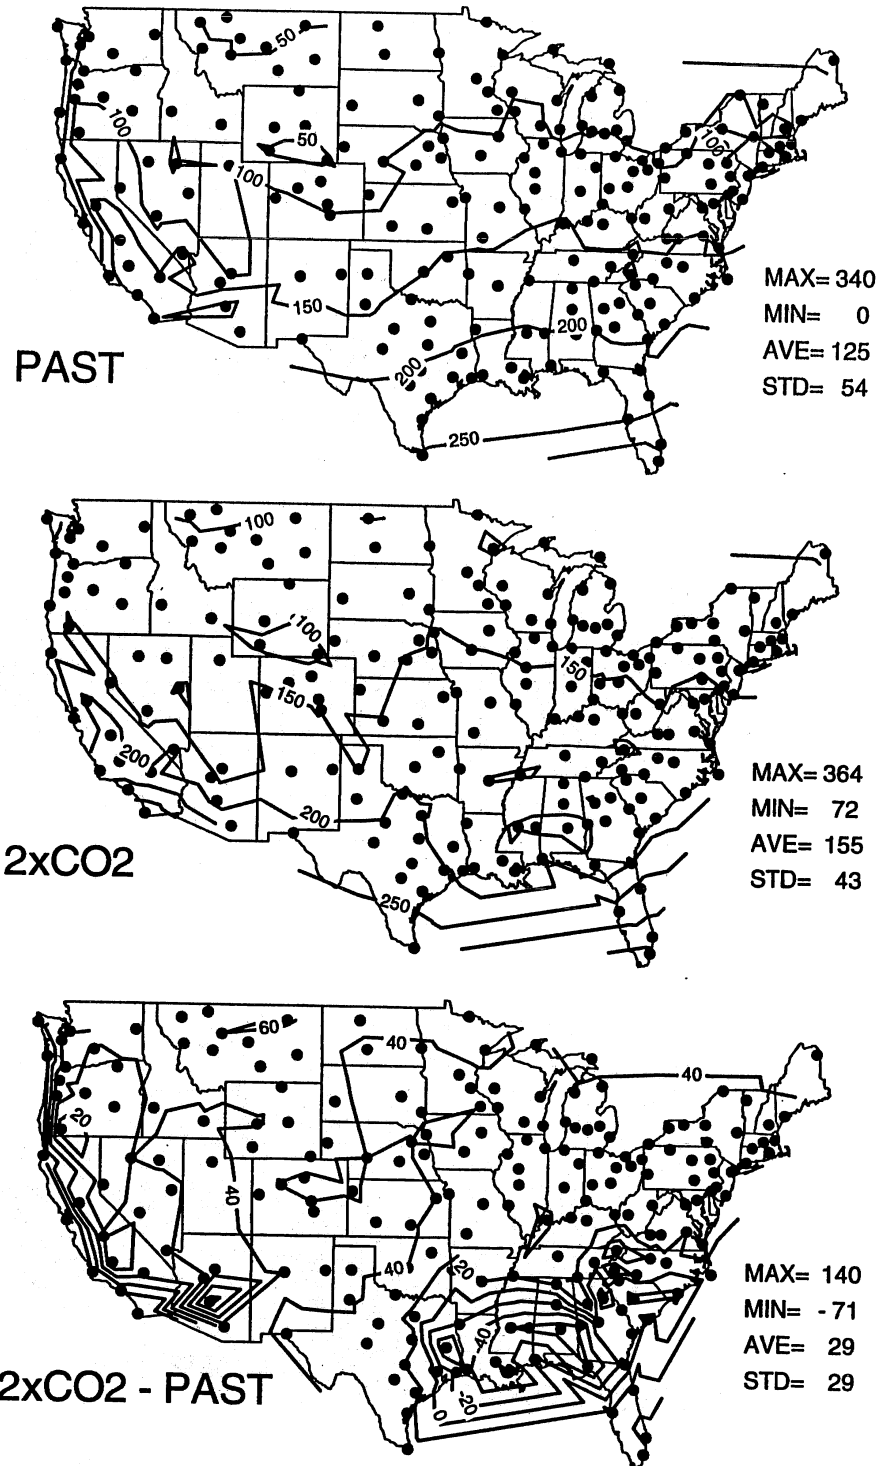 50
100
50
100
100
150
200
200
250
MAX= 340
MIN= 0
AVE= 125
STD= 54
PAST
100
100
150
150
200
200
250
MAX= 364
MIN= 72
AVE= 155
STD= 43
2xCO2
60
40
40
20
40
40
20
-40
0
-20
MAX= 140
MIN= -71
AVE= 29
STD= 29
2xCO2 - PAST